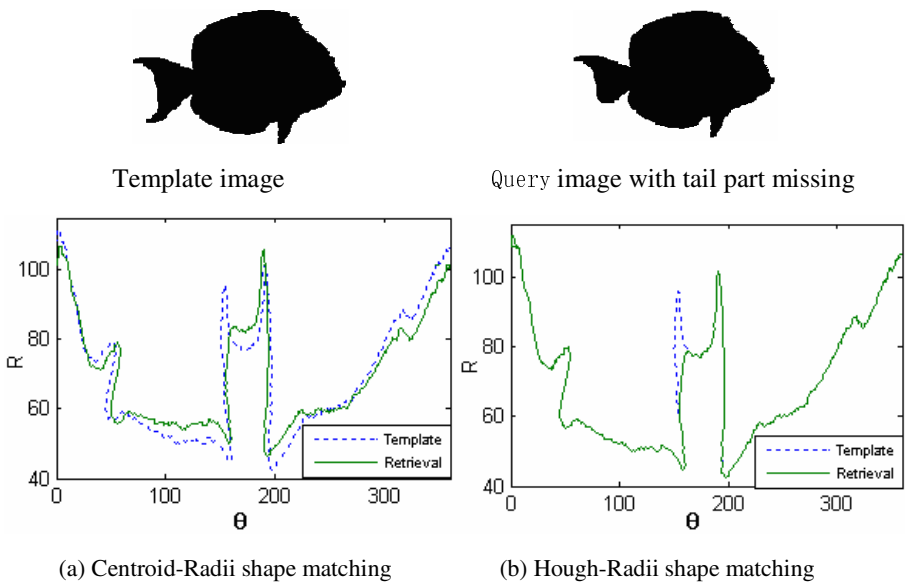 Template image
Query image with tail part missing
100
80
60
40
R
0
100
200
300
θ
Template
Retrieval
100
80
60
40
R
0
100
200
300
θ
Template
Retrieval
(a) Centroid-Radii shape matching
(b) Hough-Radii shape matching